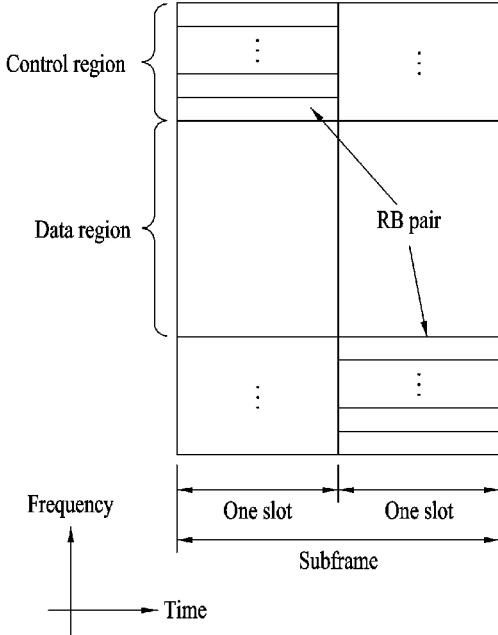 Control region
Data region
RB pair
One slot
One slot
Frequency
Subframe
Time